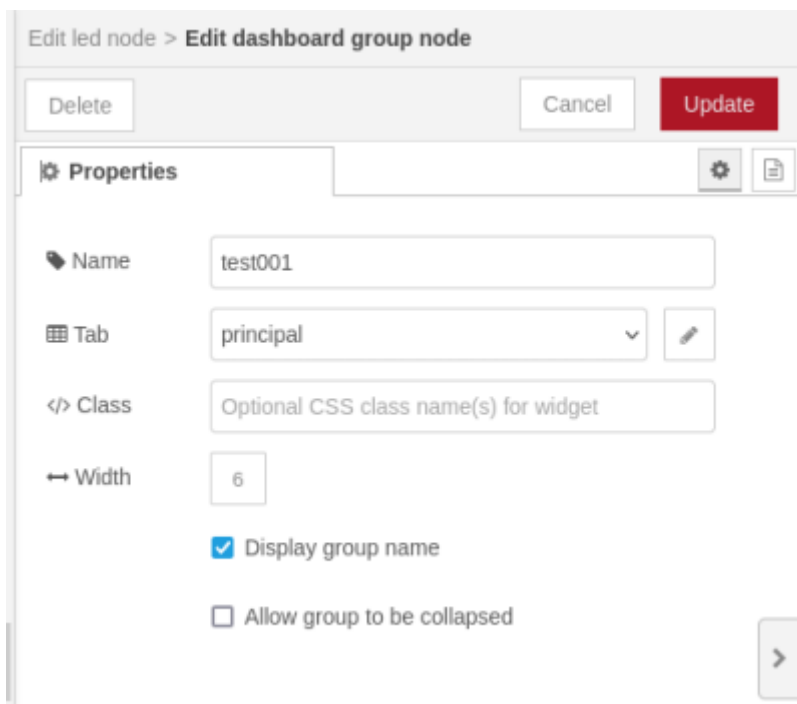 Edit led node > Edit dashboard group node
Delete Cancel Update
Properties
Name test001
Tab principal
</> Class Optional CSS class name(s) for widget
Width 6
Display group name
Allow group to be collapsed